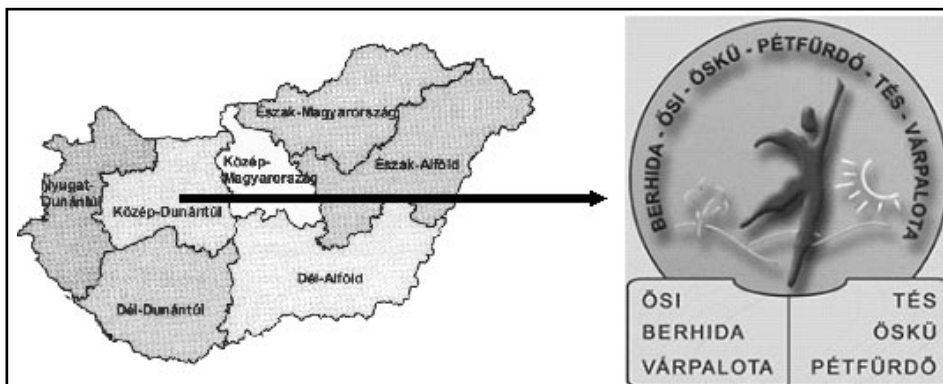 Észak-Magyarország
Közép-
Magyarország
Észak-Alföld
Nyugat-
Dunántúl
Közép-Dunántúl
Dél-Alföld
Dél-Dunántúl
BERHIDA - ŐSI - ÖSKÜ - PÉTFÜRDŐ - TÉS - VÁRPALOTA
ŐSI
BERHIDA
VÁRPALOTA
TÉS
ÖSKÜ
PÉTFÜRDŐ